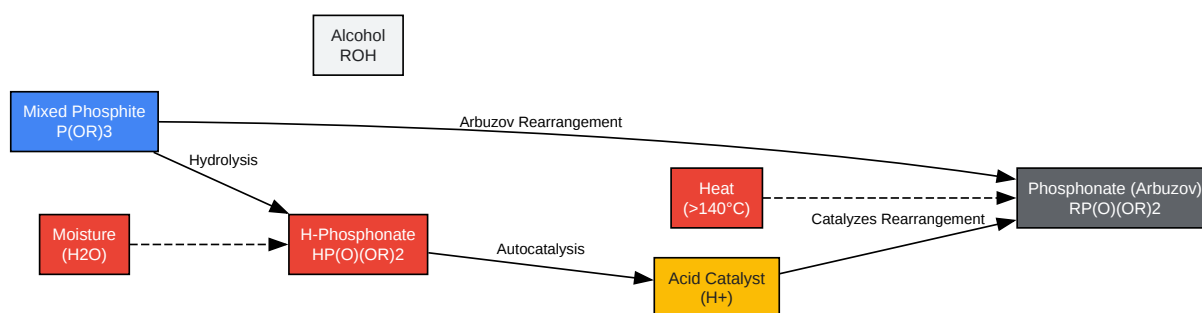 Alcohol
ROH
Mixed Phosphite
P(OR)3
Arbuzov Rearrangement
Hydrolysis
Heat
(>140°C)
Phosphonate (Arbuzov)
RP(O)(OR)2
Moisture
(H2O)
H-Phosphonate
HP(O)(OR)2
Catalyzes Rearrangement
Autocatalysis
Acid Catalyst
(H+)